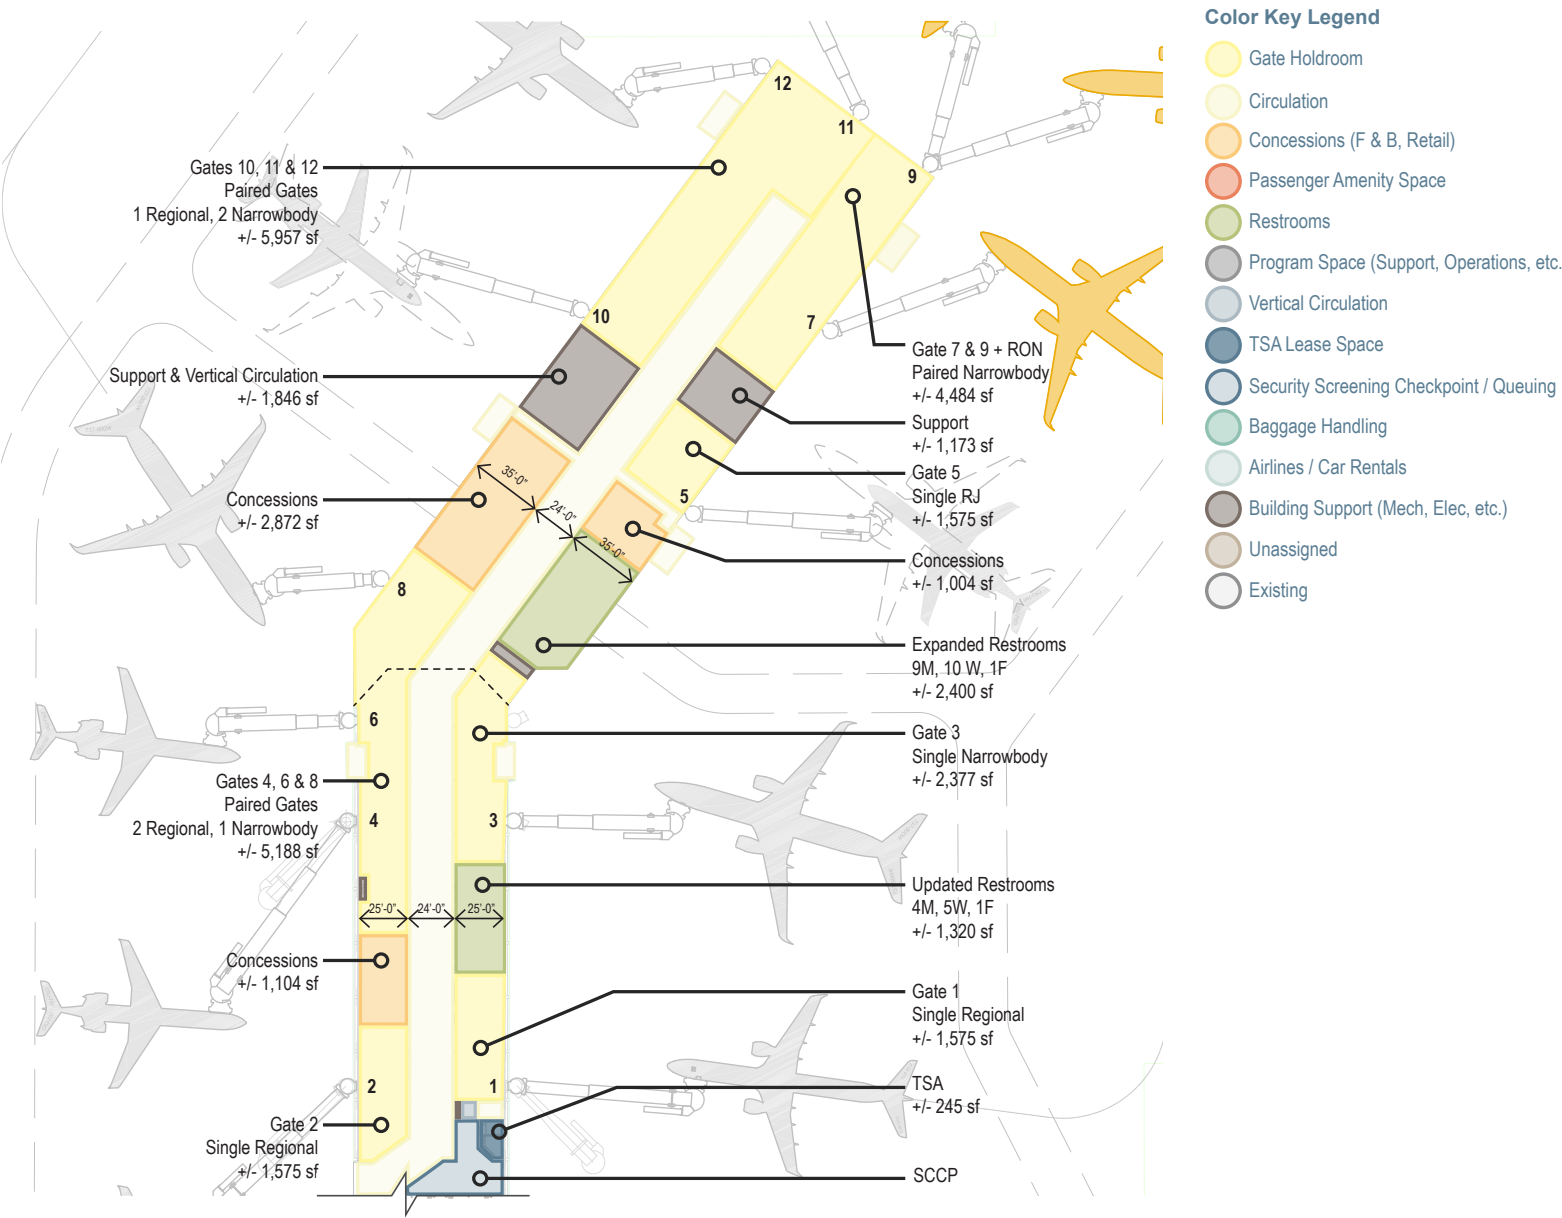 Color Key Legend
Gate Holdroom
Circulation
Concessions (F & B, Retail)
Passenger Amenity Space
Restrooms
Program Space (Support, Operations, etc.
Vertical Circulation
TSA Lease Space
Security Screening Checkpoint / Queuing
Baggage Handling
Airlines / Car Rentals
Building Support (Mech, Elec, etc.)
Unassigned
Existing
12
11
9
10
7
8
5
6
4
3
2
1
Gates 10, 11 & 12
Paired Gates
1 Regional, 2 Narrowbody
+/- 5,957 sf
Support & Vertical Circulation
+/- 1,846 sf
Concessions
+/- 2,872 sf
Gates 4, 6 & 8
Paired Gates
2 Regional, 1 Narrowbody
+/- 5,188 sf
Concessions
+/- 1,104 sf
Gate 2
Single Regional
+/- 1,575 sf
35'-0"
24'-0"
35'-0"
25'-0"
24'-0"
25'-0"
Gate 7 & 9 + RON
Paired Narrowbody
+/- 4,484 sf
Support
+/- 1,173 sf
Gate 5
Single RJ
+/- 1,575 sf
Concessions
+/- 1,004 sf
Expanded Restrooms
9M, 10 W, 1F
+/- 2,400 sf
Gate 3
Single Narrowbody
+/- 2,377 sf
Updated Restrooms
4M, 5W, 1F
+/- 1,320 sf
Gate 1
Single Regional
+/- 1,575 sf
TSA
+/- 245 sf
SCCP